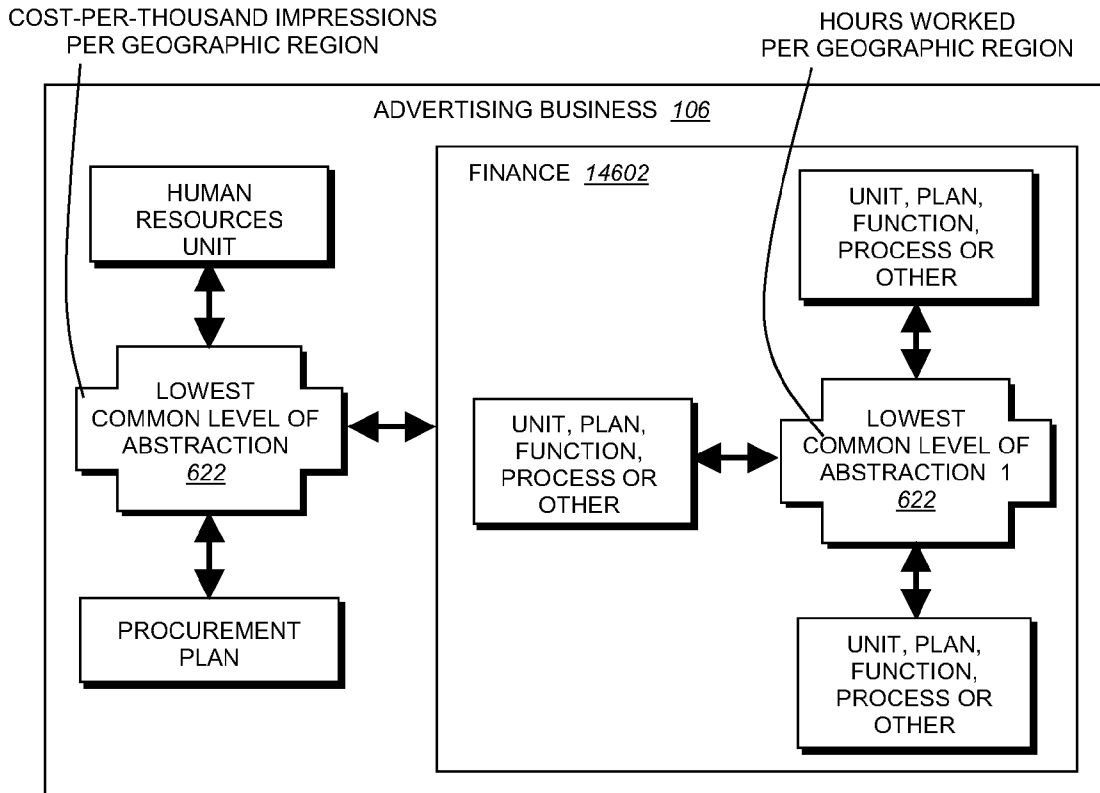 COST-PER-THOUSAND IMPRESSIONS
PER GEOGRAPHIC REGION
HOURS WORKED
PER GEOGRAPHIC REGION
ADVERTISING BUSINESS 106
HUMAN
RESOURCES
UNIT
LOWEST
COMMON LEVEL OF
ABSTRACTION
622
PROCUREMENT
PLAN
FINANCE 14602
UNIT, PLAN,
FUNCTION,
PROCESS OR
OTHER
UNIT, PLAN,
FUNCTION,
PROCESS OR
OTHER
LOWEST
COMMON LEVEL OF
ABSTRACTION 1
622
UNIT, PLAN,
FUNCTION,
PROCESS OR
OTHER